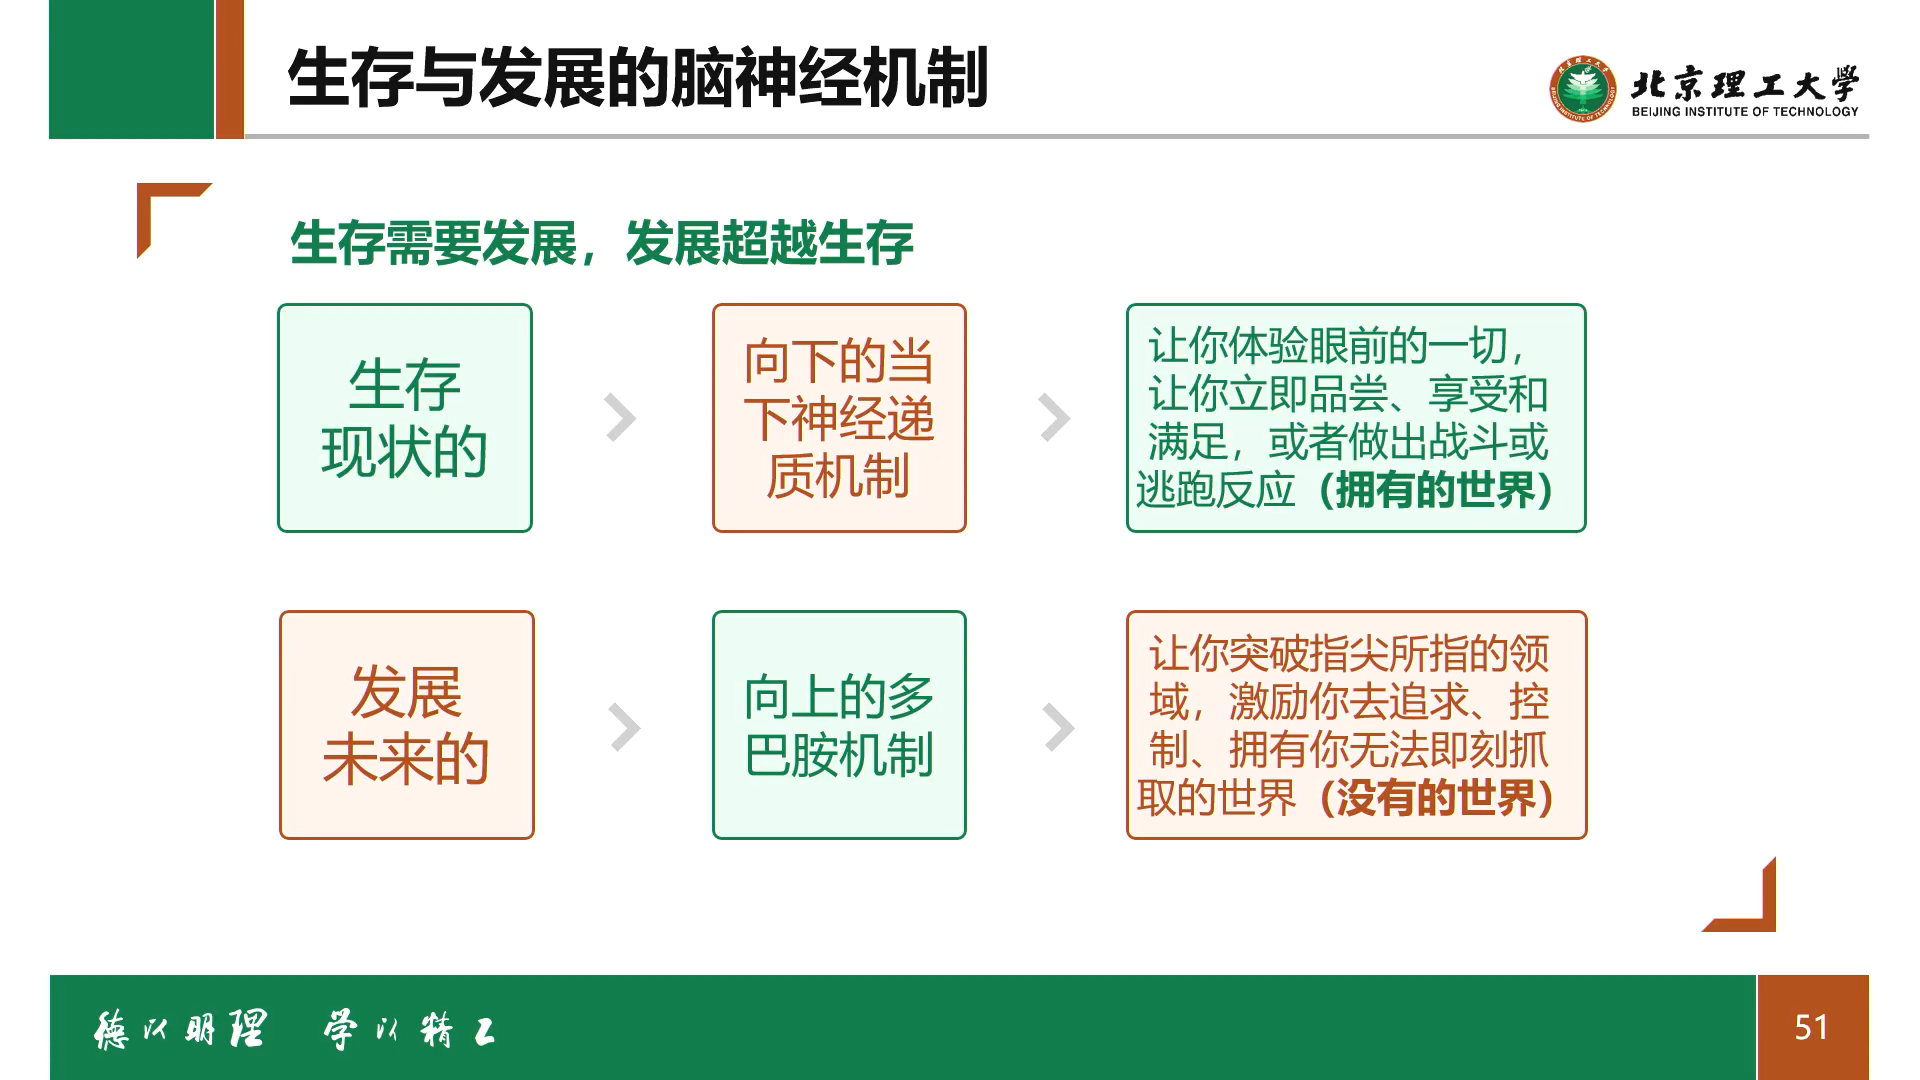 生存与发展的脑神经机制
北京理工大学
BEIJING INSTITUTE OF TECHNOLOGY
生存需要发展，发展超越生存
生存
现状的
向下的当
下神经递
质机制
让你体验眼前的一切，
让你立即品尝、享受和
满足，或者做出战斗或
逃跑反应（拥有的世界）
发展
未来的
向上的多
巴胺机制
让你突破指尖所指的领
域，激励你去追求、控
制、拥有你无法即刻抓
取的世界（没有的世界）
德以明理 学以精工
51